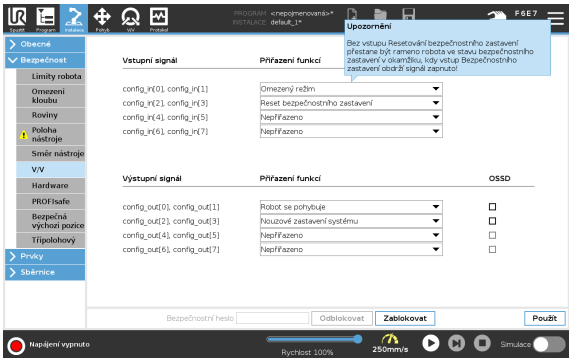 UR
PROGRAM <nepojmenovaná>*
INSTALACE default_1*
F6E7
Spustit Program Instalace Pohyb V/V Protokol
Upozornění
Bez vstupu Resetování bezpečnostního zastavení
přestane být rameno robota ve stavu bezpečnostního
zastavení v okamžiku, kdy vstup Bezpečnostního
zastavení obdrží signál zapnuto!
Obecné
Bezpečnost
Limity robota
Omezení
kloubu
Roviny
Poloha
nástroje
Směr nástroje
V/V
Hardware
PROFIsafe
Bezpečná
výchozí pozice
Třípolohový
Prvky
Sběrnice
Vstupní signál Přiřazení funkcí
config_in[0], config_in[1] Omezený režim
config_in[2], config_in[3] Reset bezpečnostního zastavení
config_in[4], config_in[5] Nepřiřazeno
config_in[6], config_in[7] Nepřiřazeno
Výstupní signál Přiřazení funkcí OSSD
config_out[0], config_out[1] Robot se pohybuje
config_out[2], config_out[3] Nouzové zastavení systému
config_out[4], config_out[5] Nepřiřazeno
config_out[6], config_out[7] Nepřiřazeno
Bezpečnostní heslo Odblokovat Zablokovat Použít
Napájení vypnuto
Rychlost 100%
250mm/s
Simulace